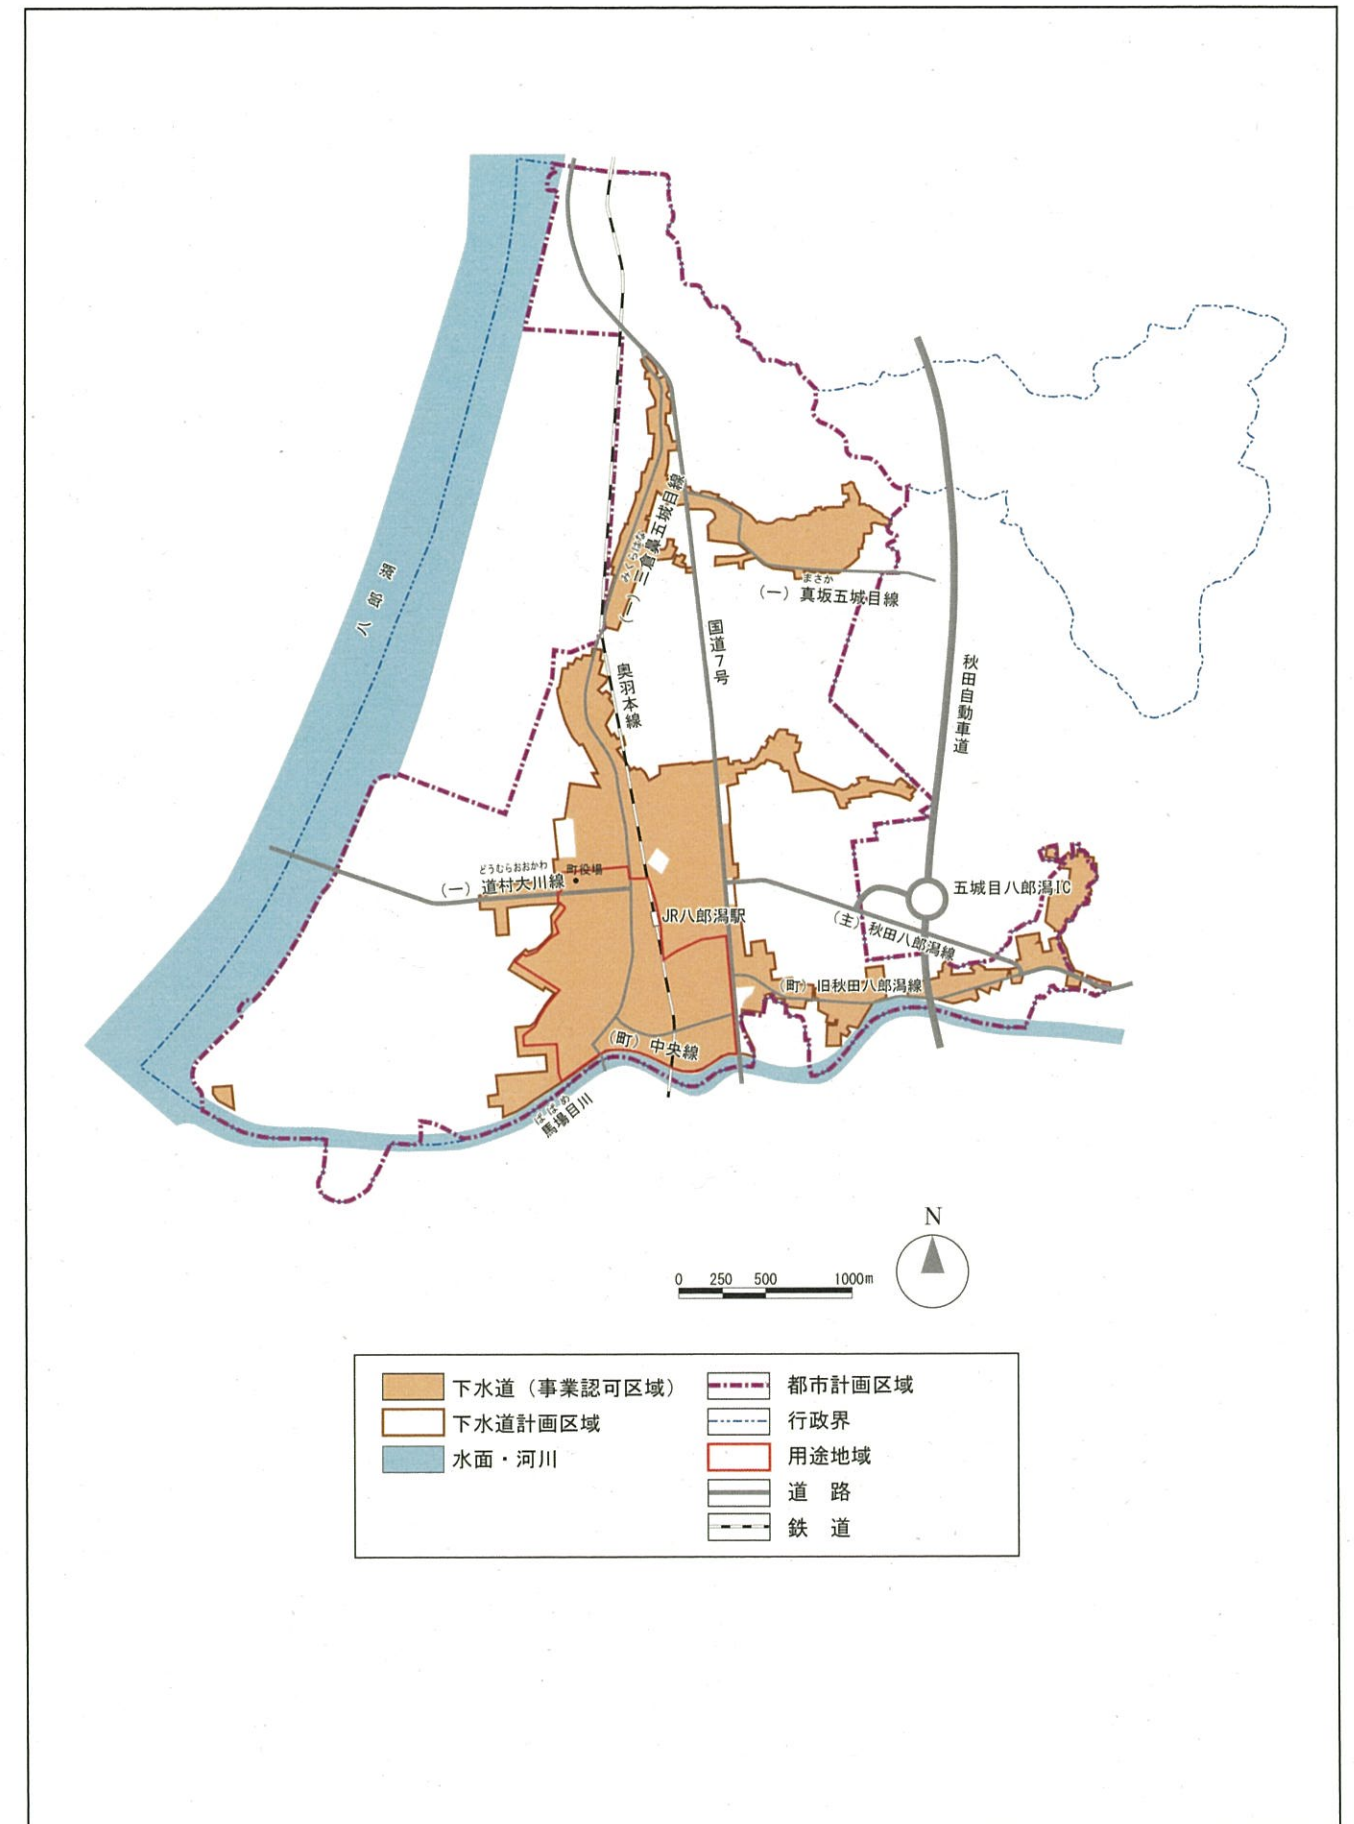 八郎湖
みくらはな
(一)三倉鼻五城目線
まさか
(一)真坂五城目線
国道7号
奥羽本線
秋田自動車道
どうむらおおかわ
(一)道村大川線
町役場
五城目八郎潟IC
JR八郎潟駅
(主)秋田八郎潟線
(町)旧秋田八郎潟線
(町)中央線
ばばめ
馬場目川
N
0 250 500 1000m
下水道(事業認可区域)
下水道計画区域
水面・河川
都市計画区域
行政界
用途地域
道 路
鉄 道